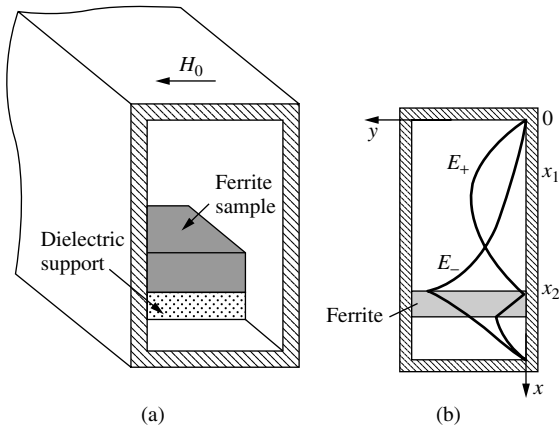 H0
Ferrite
sample
Dielectric
support
(a)
0
y
x1
E+
E−
x2
Ferrite
x
(b)